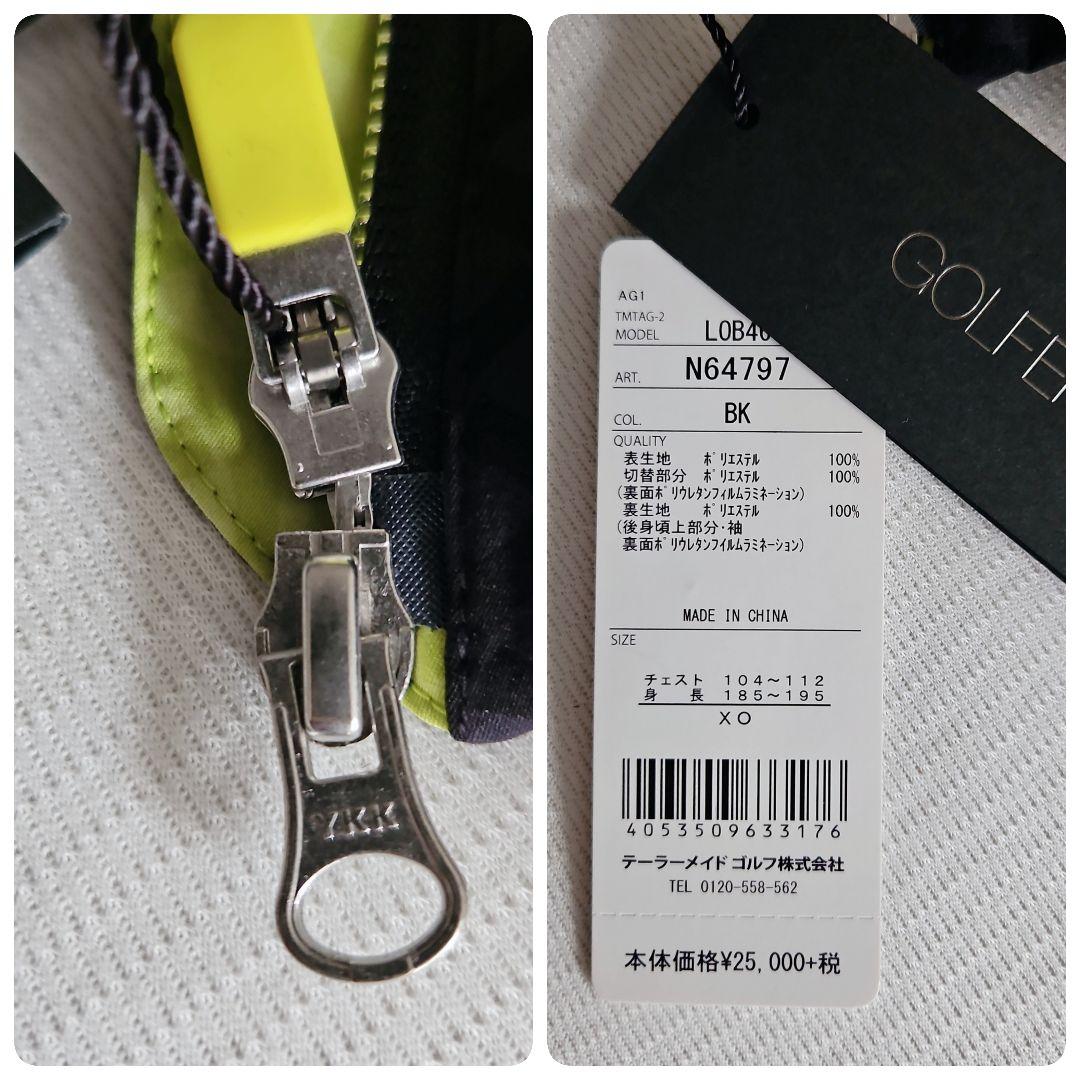 YKK
GOLFE
AG1
TMTAG-2
MODEL L0B4
ART. N64797
COL. BK
QUALITY
表生地 ポリエステル 100%
切替部分 ポリエステル 100%
(裏面ポリウレタンフィルムラミネーション)
裏生地 ポリエステル 100%
(後身頃上部分・袖
裏面ポリウレタンフィルムラミネーション)
MADE IN CHINA
SIZE
チェスト 104~112
身長 185~195
XO
4053509633176
テーラーメイド ゴルフ株式会社
TEL 0120-558-562
本体価格¥25,000+税